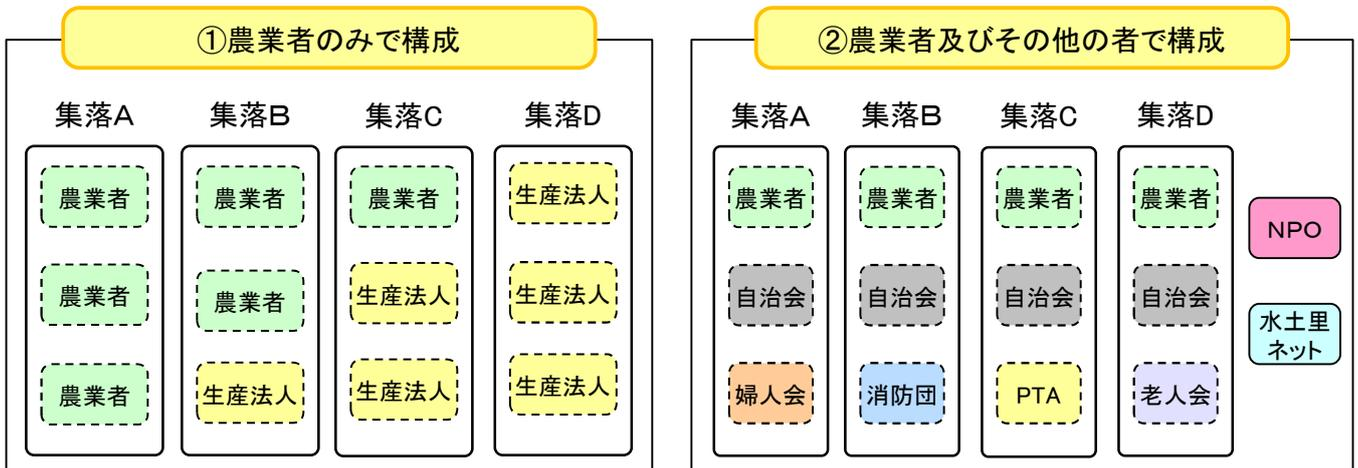 ①農業者のみで構成
集落A
集落B
集落C
集落D
農業者
農業者
農業者
農業者
農業者
生産法人
農業者
生産法人
生産法人
生産法人
生産法人
生産法人
②農業者及びその他の者で構成
集落A
集落B
集落C
集落D
農業者
自治会
婦人会
農業者
自治会
消防団
農業者
自治会
PTA
農業者
自治会
老人会
NPO
水土里
ネット